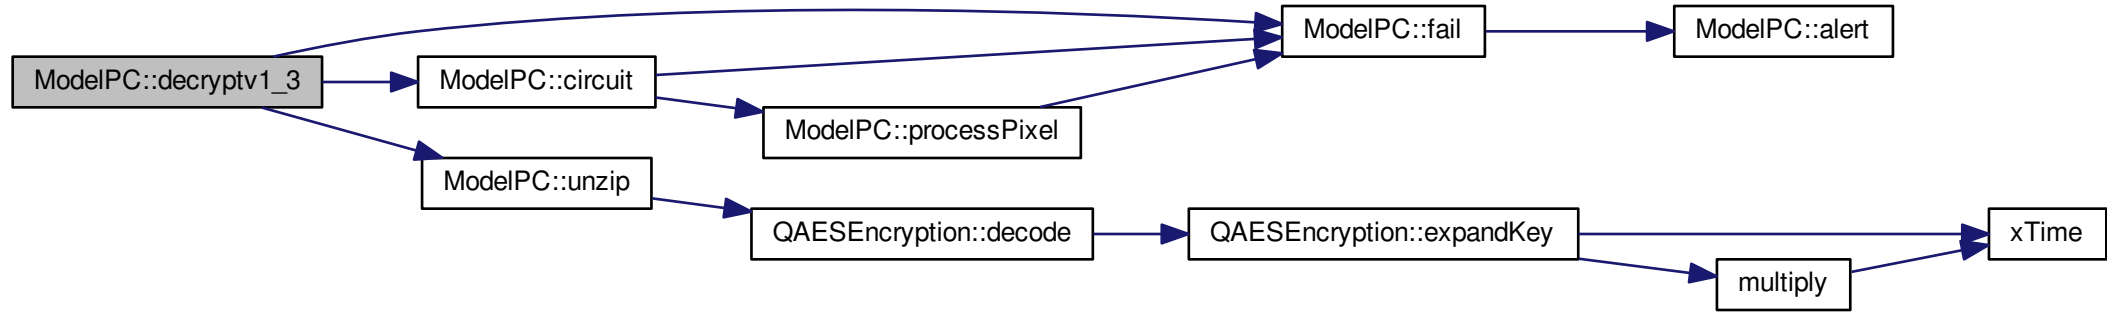 ModelPC::fail
ModelPC::alert
ModelPC::decryptv1_3
ModelPC::circuit
ModelPC::processPixel
ModelPC::unzip
QAESEncryption::decode
QAESEncryption::expandKey
xTime
multiply